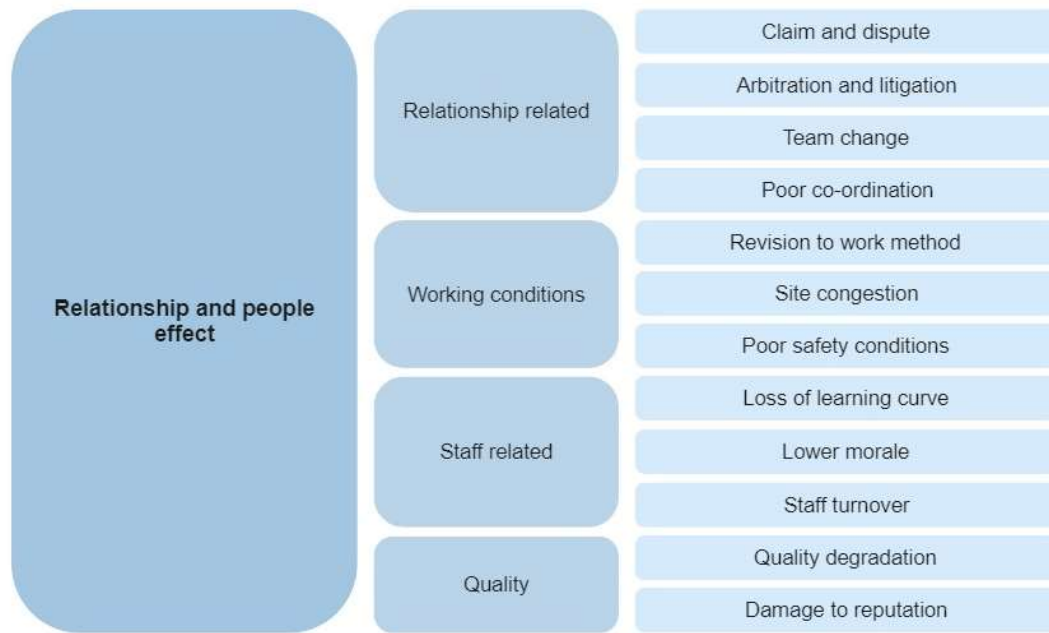 Relationship and people
effect
Relationship related
Claim and dispute
Arbitration and litigation
Team change
Poor co-ordination
Working conditions
Revision to work method
Site congestion
Poor safety conditions
Staff related
Loss of learning curve
Lower morale
Staff turnover
Quality
Quality degradation
Damage to reputation